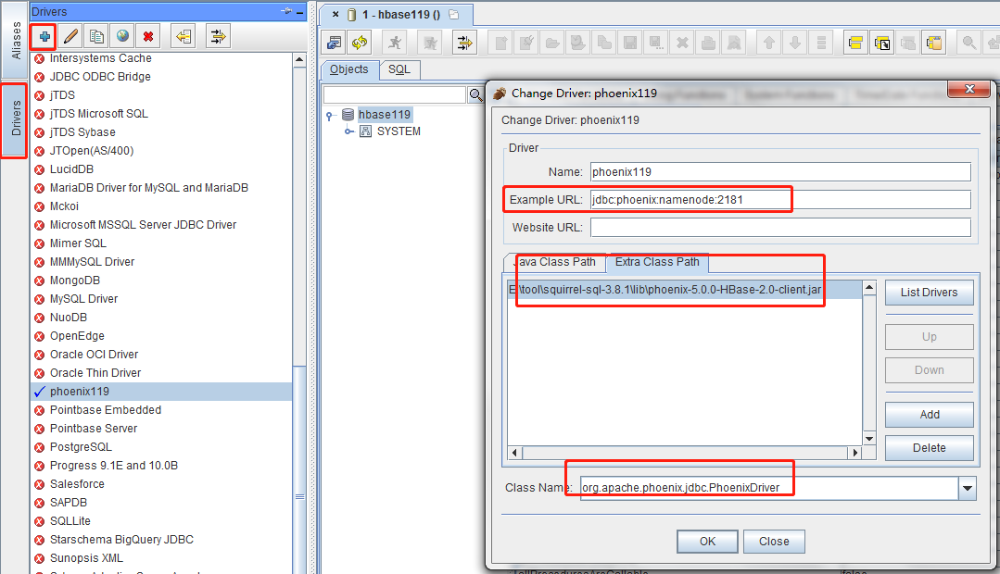 Aliases
Drivers
Drivers
Intersystems Cache
JDBC ODBC Bridge
jTDS
jTDS Microsoft SQL
jTDS Sybase
JTOpen(AS/400)
LucidDB
MariaDB Driver for MySQL and MariaDB
Mckoi
Microsoft MSSQL Server JDBC Driver
Mimer SQL
MMMySQL Driver
MongoDB
MySQL Driver
NuoDB
OpenEdge
Oracle OCI Driver
Oracle Thin Driver
phoenix119
Pointbase Embedded
Pointbase Server
PostgreSQL
Progress 9.1E and 10.0B
Salesforce
SAPDB
SQLLite
Starschema BigQuery JDBC
Sunopsis XML
1 - hbase119 ()
Objects
SQL
hbase119
SYSTEM
Change Driver: phoenix119
Change Driver: phoenix119
Driver
Name: phoenix119
Example URL: jdbc:phoenix:namenode:2181
Website URL:
Java Class Path
Extra Class Path
E:\tool\squirrel-sql-3.8.1\lib\phoenix-5.0.0-HBase-2.0-client.jar
List Drivers
Up
Down
Add
Delete
Class Name: org.apache.phoenix.jdbc.PhoenixDriver
OK
Close